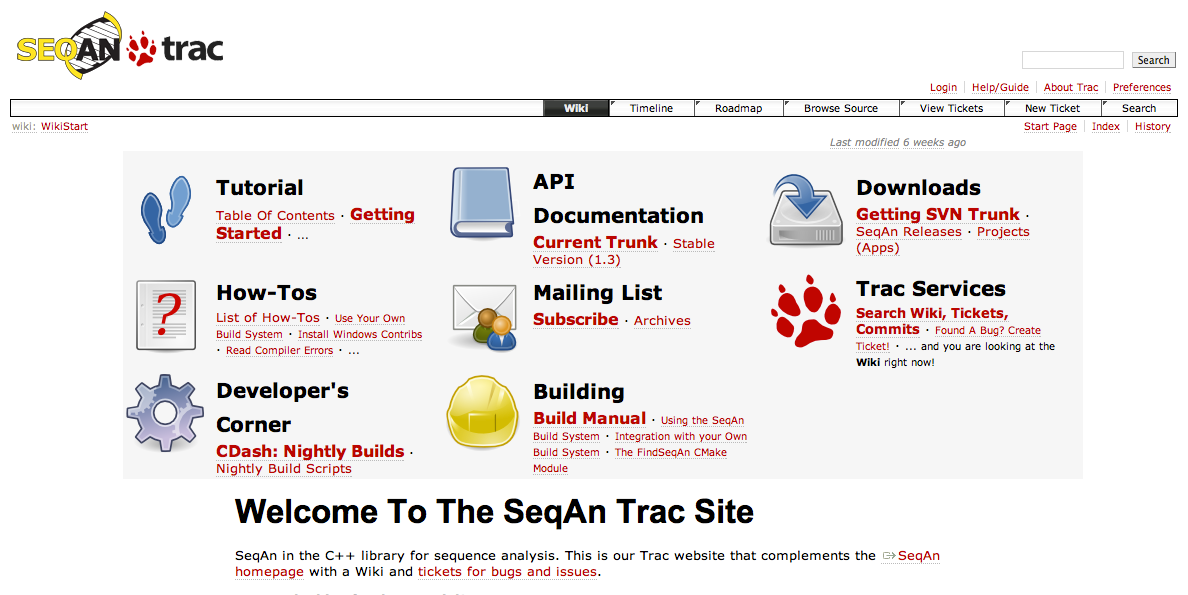 SEQAN trac
Search
Login Help/Guide About Trac Preferences
Wiki Timeline Roadmap Browse Source View Tickets New Ticket Search
wiki: WikiStart
Start Page Index History
Last modified 6 weeks ago
Tutorial
Table Of Contents · Getting
Started · ...
API
Documentation
Current Trunk · Stable
Version (1.3)
Downloads
Getting SVN Trunk ·
SeqAn Releases · Projects
(Apps)
How-Tos
List of How-Tos · Use Your Own
Build System · Install Windows Contribs
· Read Compiler Errors · ...
Mailing List
Subscribe · Archives
Trac Services
Search Wiki, Tickets,
Commits · Found A Bug? Create
Ticket! · ... and you are looking at the
Wiki right now!
Developer's
Corner
CDash: Nightly Builds ·
Nightly Build Scripts
Building
Build Manual · Using the SeqAn
Build System · Integration with your Own
Build System · The FindSeqAn CMake
Module
Welcome To The SeqAn Trac Site
SeqAn in the C++ library for sequence analysis. This is our Trac website that complements the SeqAn
homepage with a Wiki and tickets for bugs and issues.